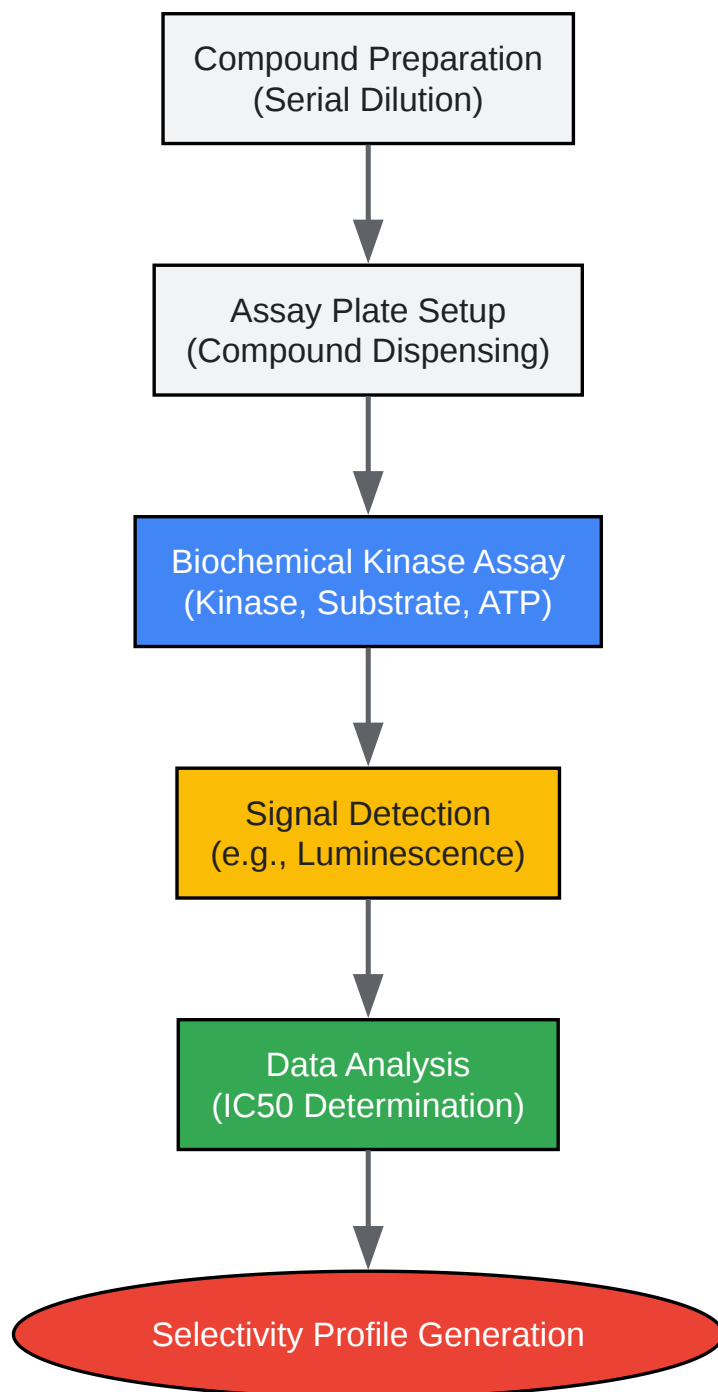 Compound Preparation
(Serial Dilution)
Assay Plate Setup
(Compound Dispensing)
Biochemical Kinase Assay
(Kinase, Substrate, ATP)
Signal Detection
(e.g., Luminescence)
Data Analysis
(IC50 Determination)
Selectivity Profile Generation